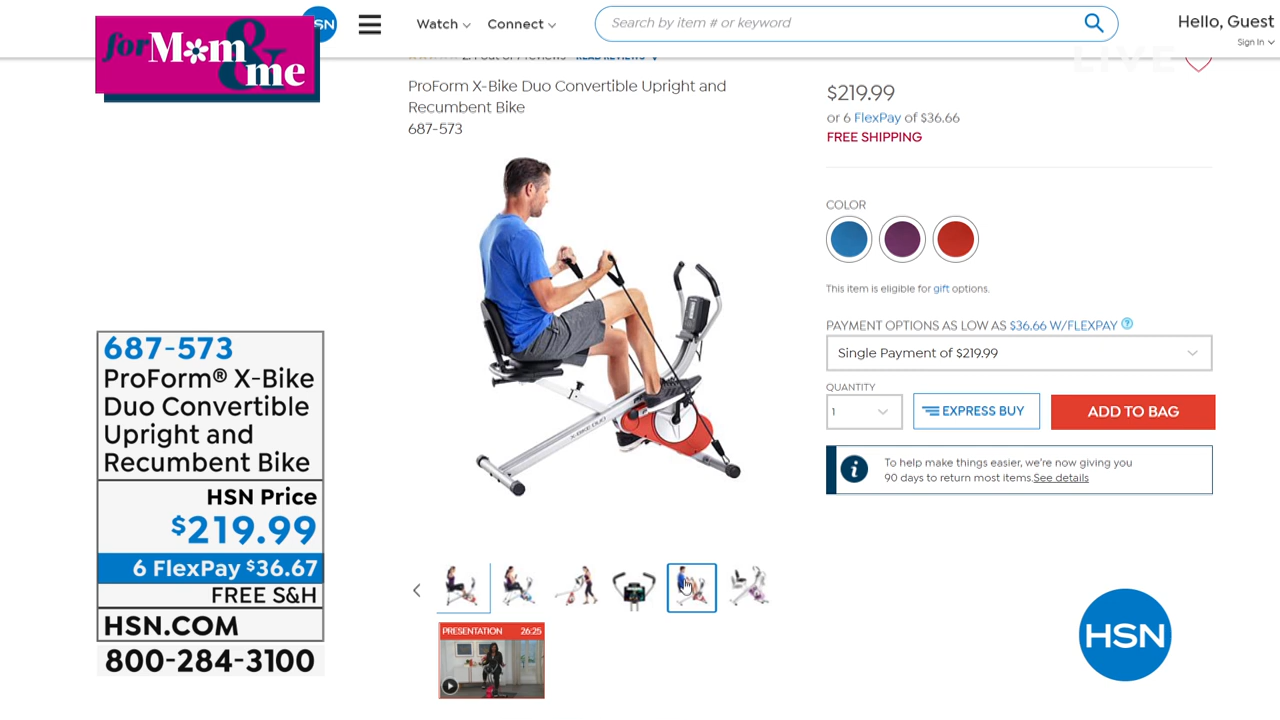 for Mom & me
HSN
Watch
Connect
Search by item # or keyword
Hello, Guest
Sign In
LIVE
READ REVIEWS
ProForm X-Bike Duo Convertible Upright and
Recumbent Bike
687-573
$219.99
or 6 FlexPay of $36.66
FREE SHIPPING
COLOR
This item is eligible for gift options.
PAYMENT OPTIONS AS LOW AS $36.66 W/FLEXPAY ?
Single Payment of $219.99
QUANTITY
1
EXPRESS BUY
ADD TO BAG
i
To help make things easier, we're now giving you
90 days to return most items.See details
X-BIKE DUO
687-573
ProForm® X-Bike
Duo Convertible
Upright and
Recumbent Bike
HSN Price
$219.99
6 FlexPay $36.67
FREE S&H
HSN.COM
800-284-3100
PRESENTATION 26:25
HSN